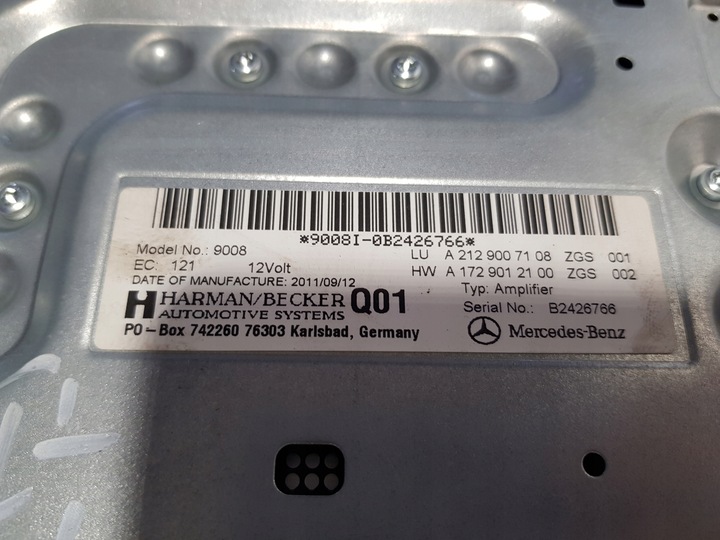 *9008I-0B2426766*
Model No.: 9008
EC: 121 12Volt
DATE OF MANUFACTURE: 2011/09/12
HARMAN/BECKER
AUTOMOTIVE SYSTEMS
Q01
PO-Box 742260 76303 Karlsbad, Germany
LU A 212 900 71 08 ZGS 001
HW A 172 901 21 00 ZGS 002
Typ: Amplifier
Serial No.: B2426766
Mercedes-Benz